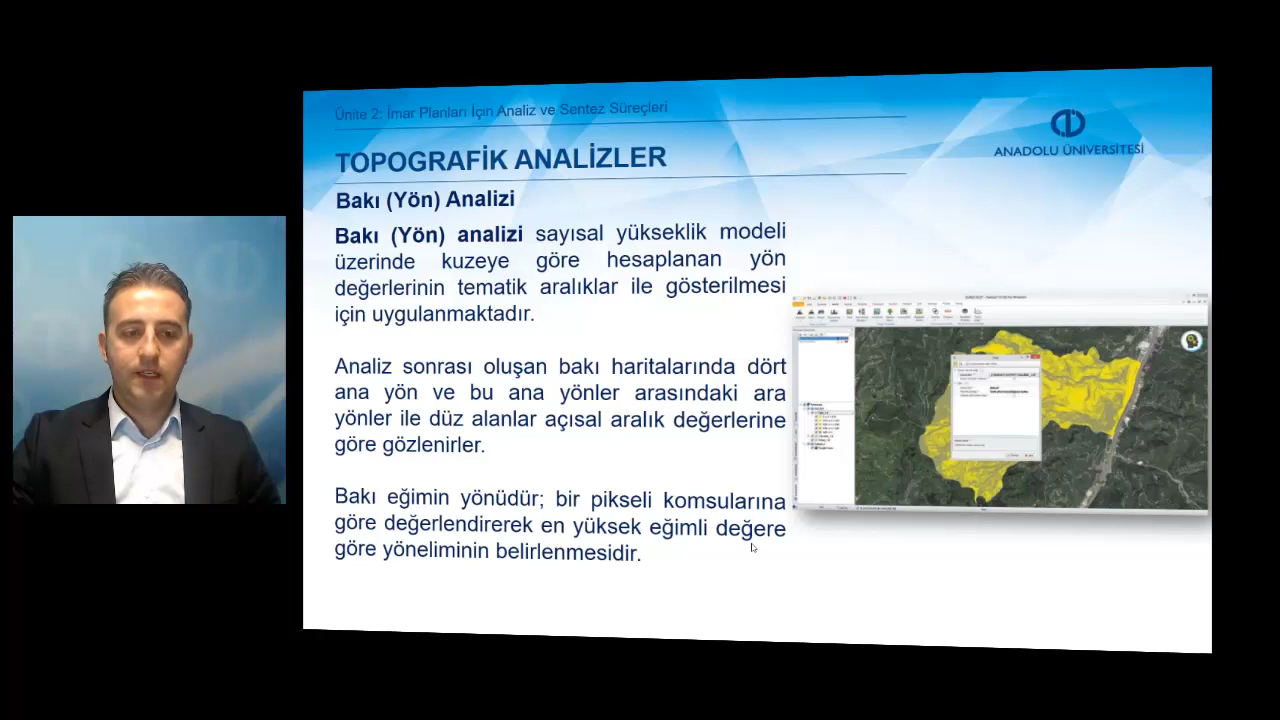 Ünite 2: İmar Planları İçin Analiz ve Sentez Süreçleri
TOPOGRAFİK ANALİZLER
ANADOLU ÜNİVERSİTESİ
Bakı (Yön) Analizi
Bakı (Yön) analizi sayısal yükseklik modeli
üzerinde kuzeye göre hesaplanan yön
değerlerinin tematik aralıklar ile gösterilmesi
için uygulanmaktadır.
Analiz sonrası oluşan bakı haritalarında dört
ana yön ve bu ana yönler arasındaki ara
yönler ile düz alanlar açısal aralık değerlerine
göre gözlenirler.
Bakı eğimin yönüdür; bir pikseli komsularına
göre değerlendirerek en yüksek eğimli değere
göre yöneliminin belirlenmesidir.